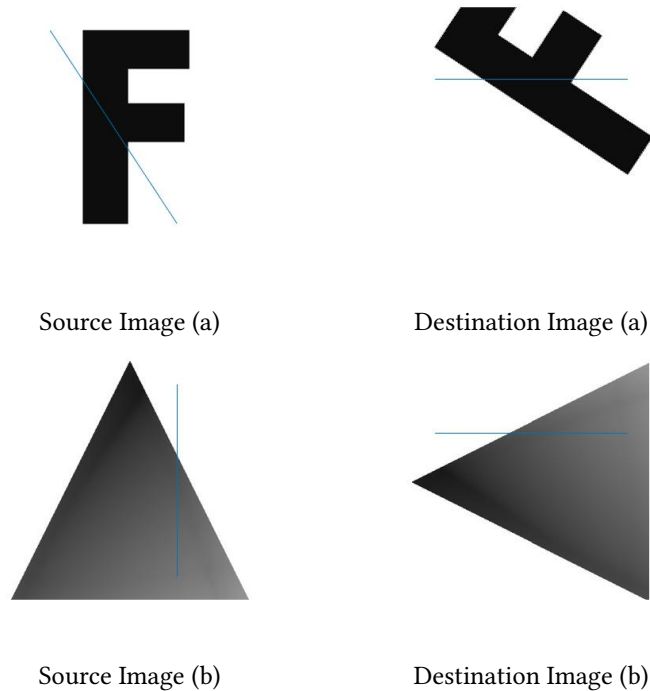 F
F
Source Image (a)
Destination Image (a)
Source Image (b)
Destination Image (b)